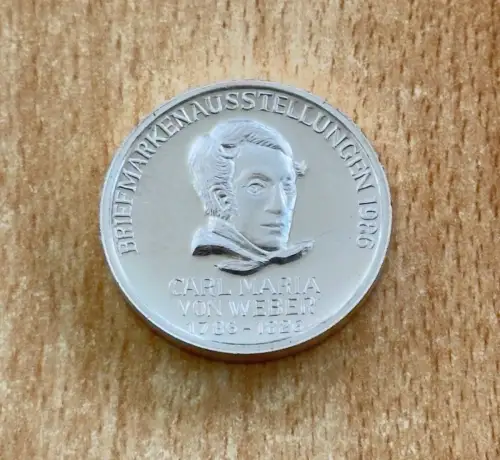 BRIEFMARKENAUSSTELLUNGEN 1986
CARL MARIA
VON WEBER
1786-1826